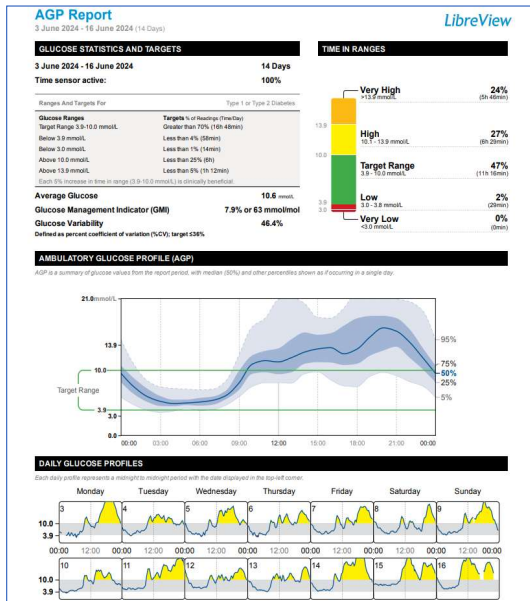 AGP Report
3 June 2024 - 16 June 2024 (14 Days)
LibreView
GLUCOSE STATISTICS AND TARGETS
3 June 2024 - 16 June 2024 14 Days
Time sensor active: 100%
Ranges And Targets For Type 1 or Type 2 Diabetes
Glucose Ranges Targets % of Readings (Time/Day)
Target Range 3.9-10.0 mmol/L Greater than 70% (16h 48min)
Below 3.9 mmol/L Less than 4% (58min)
Below 3.0 mmol/L Less than 1% (14min)
Above 10.0 mmol/L Less than 25% (6h)
Above 13.9 mmol/L Less than 5% (1h 12min)
Each 5% increase in time in range (3.9-10.0 mmol/L) is clinically beneficial.
Average Glucose 10.6 mmol/L
Glucose Management Indicator (GMI) 7.9% or 63 mmol/mol
Glucose Variability 46.4%
Defined as percent coefficient of variation (%CV); target ≤36%
TIME IN RANGES
Very High 24%
>13.9 mmol/L (5h 46min)
13.9
High 27%
10.1 - 13.9 mmol/L (6h 29min)
10.0
Target Range 47%
3.9 - 10.0 mmol/L (11h 16min)
3.9
Low 2%
3.0 - 3.8 mmol/L (29min)
3.0
Very Low 0%
<3.0 mmol/L (0min)
AMBULATORY GLUCOSE PROFILE (AGP)
AGP is a summary of glucose values from the report period, with median (50%) and other percentiles shown as if occurring in a single day.
21.0 mmol/L
13.9
10.0
Target Range
3.9
3.0
0.0
95%
75%
50%
25%
5%
00:00 03:00 06:00 09:00 12:00 15:00 18:00 21:00 00:00
DAILY GLUCOSE PROFILES
Each daily profile represents a midnight to midnight period with the date displayed in the top-left corner.
Monday Tuesday Wednesday Thursday Friday Saturday Sunday
3 4 5 6 7 8 9
10.0
3.9
00:00 12:00 00:00 12:00 00:00 12:00 00:00 12:00 00:00 12:00 00:00 12:00 00:00 12:00 00:00
10 11 12 13 14 15 16
10.0
3.9